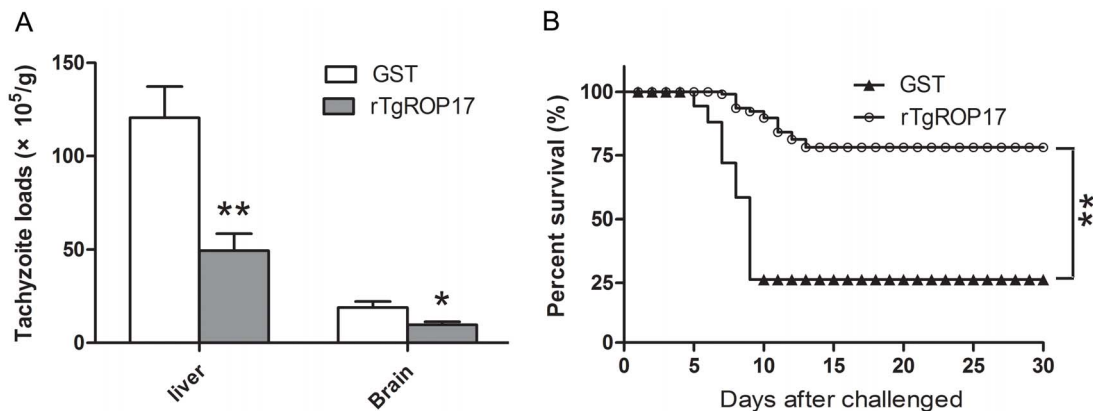 A
Tachyzoite loads (× 10⁵/g)
150
100
50
0
GST
rTgROP17
**
*
liver
Brain
B
Percent survival (%)
100
75
50
25
0
GST
rTgROP17
**
0
5
10
15
20
25
30
Days after challenged